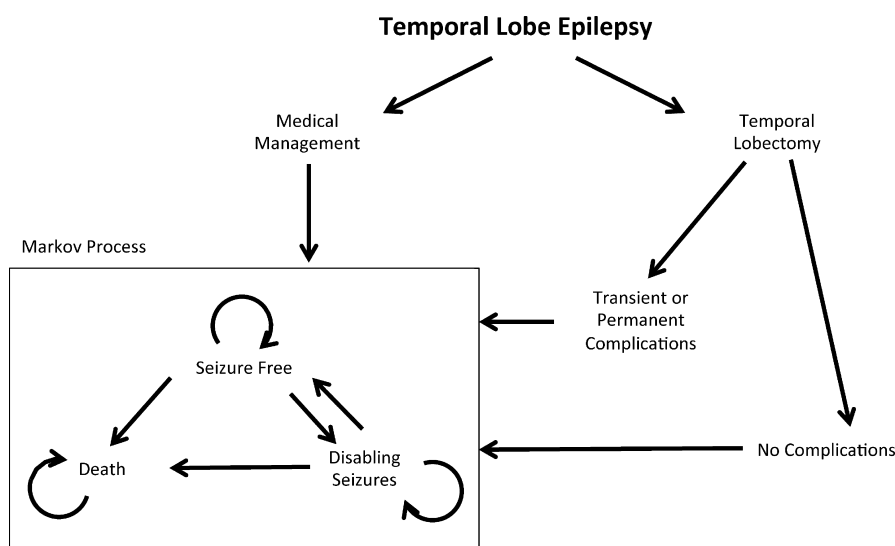 Temporal Lobe Epilepsy
Medical
Management
Temporal
Lobectomy
Markov Process
Transient or
Permanent
Complications
Seizure Free
No Complications
Disabling
Seizures
Death